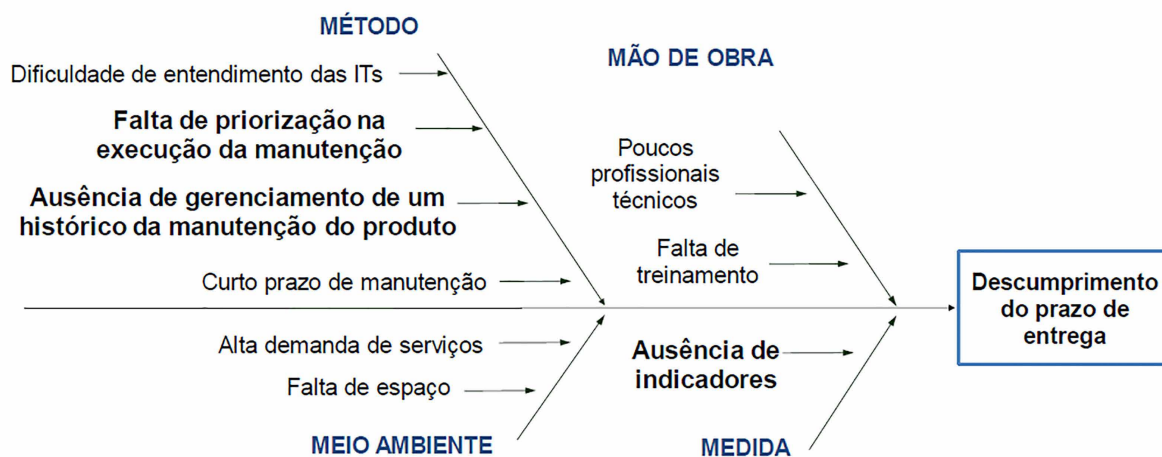 MÉTODO
Dificuldade de entendimento das ITs
Falta de priorização na
execução da manutenção
Ausência de gerenciamento de um
histórico da manutenção do produto
Curto prazo de manutenção
MÃO DE OBRA
Poucos
profissionais
técnicos
Falta de
treinamento
Descumprimento
do prazo de
entrega
Alta demanda de serviços
Falta de espaço
MEIO AMBIENTE
Ausência de
indicadores
MEDIDA